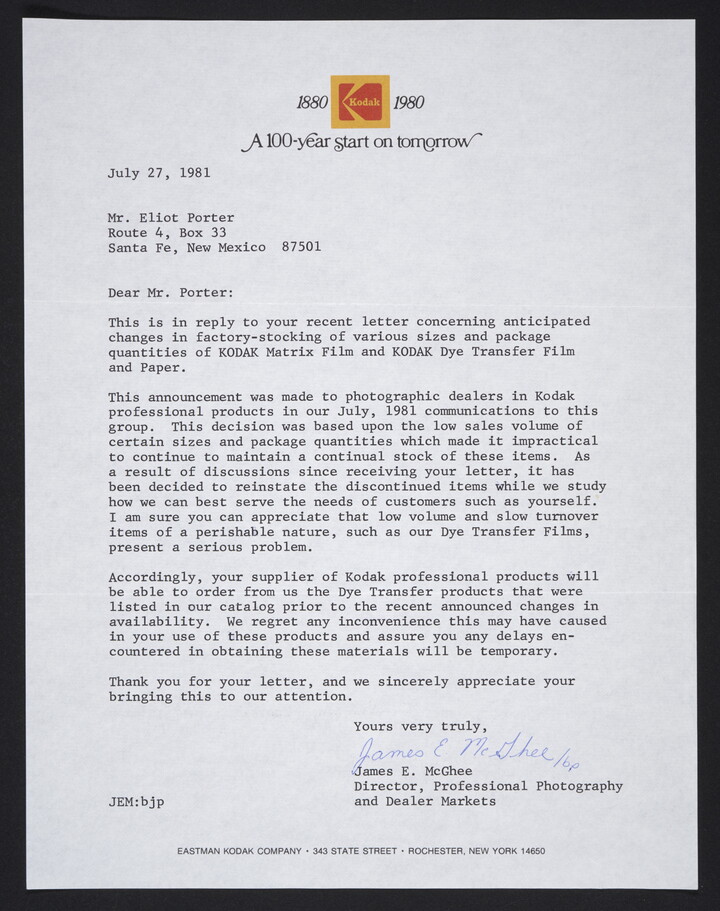 1880 Kodak 1980
A 100-year start on tomorrow
July 27, 1981
Mr. Eliot Porter
Route 4, Box 33
Santa Fe, New Mexico  87501
Dear Mr. Porter:
This is in reply to your recent letter concerning anticipated
changes in factory-stocking of various sizes and package
quantities of KODAK Matrix Film and KODAK Dye Transfer Film
and Paper.
This announcement was made to photographic dealers in Kodak
professional products in our July, 1981 communications to this
group.  This decision was based upon the low sales volume of
certain sizes and package quantities which made it impractical
to continue to maintain a continual stock of these items.  As
a result of discussions since receiving your letter, it has
been decided to reinstate the discontinued items while we study
how we can best serve the needs of customers such as yourself.
I am sure you can appreciate that low volume and slow turnover
items of a perishable nature, such as our Dye Transfer Films,
present a serious problem.
Accordingly, your supplier of Kodak professional products will
be able to order from us the Dye Transfer products that were
listed in our catalog prior to the recent announced changes in
availability.  We regret any inconvenience this may have caused
in your use of these products and assure you any delays en-
countered in obtaining these materials will be temporary.
Thank you for your letter, and we sincerely appreciate your
bringing this to our attention.
Yours very truly,
James E McGhee/bp
James E. McGhee
Director, Professional Photography
JEM:bjp and Dealer Markets
EASTMAN KODAK COMPANY • 343 STATE STREET • ROCHESTER, NEW YORK 14650